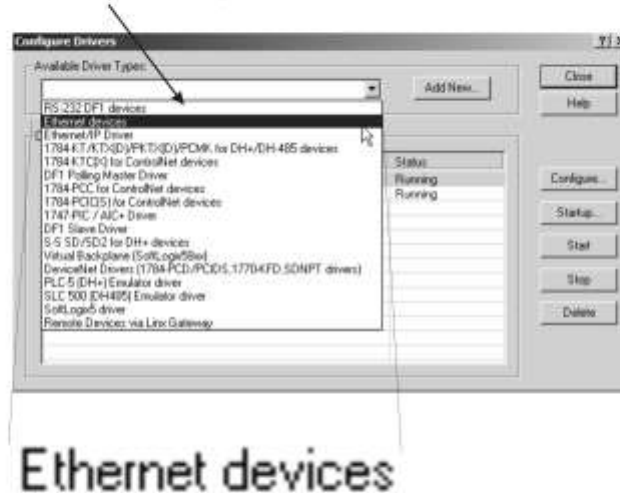 Configure Drivers
Available Driver Types:
Add New...
Close
Help
RS-232 DF1 devices
Ethernet devices
Ethernet/IP Driver
1784-KT/KTX(D)/PKTX(D)/PCMK for DH+/DH-485 devices
1784-KTC(X) for ControlNet devices
DF1 Polling Master Driver
1784-PCC for ControlNet devices
1784-PCIC(S) for ControlNet devices
1747-PIC / AIC+ Driver
DF1 Slave Driver
S-S SD/SD2 for DH+ devices
Virtual Backplane (SoftLogix58xx)
DeviceNet Drivers (1784-PCD/PCIDS,1770-KFD,SDNPT drivers)
PLC-5 (DH+) Emulator driver
SLC 500 (DH485) Emulator driver
SoftLogix5 driver
Remote Devices via Linx Gateway
Status
Running
Running
Configure...
Startup...
Start
Stop
Delete
Ethernet devices